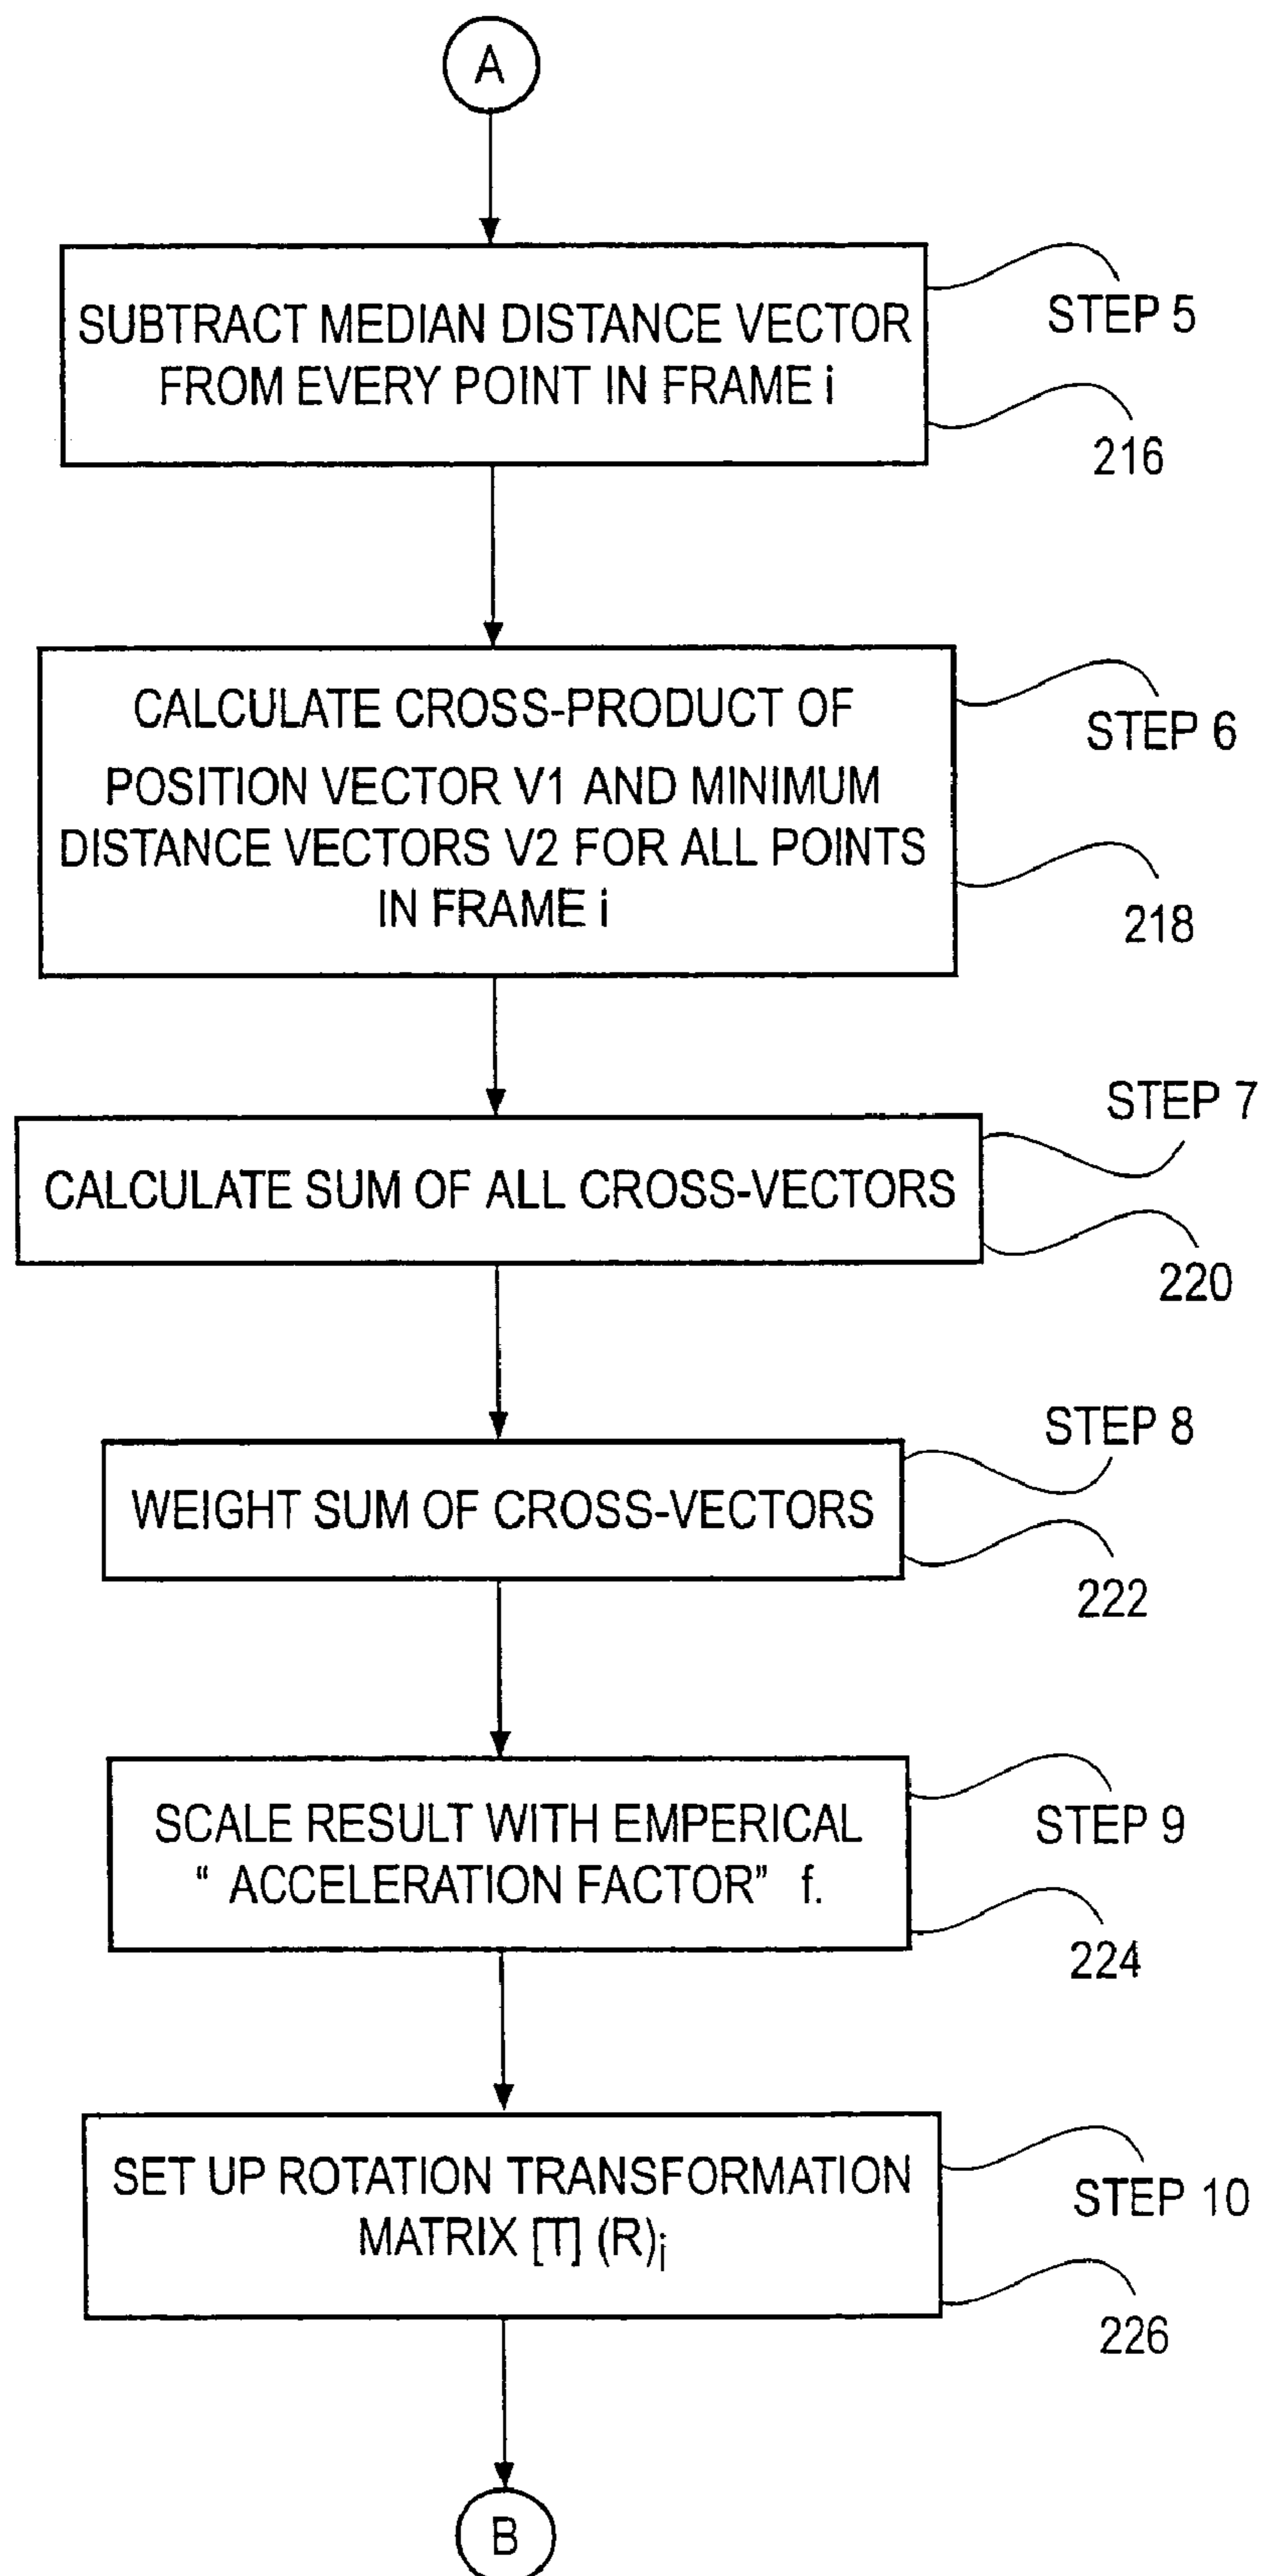 A
SUBTRACT MEDIAN DISTANCE VECTOR
FROM EVERY POINT IN FRAME i
STEP 5
216
CALCULATE CROSS-PRODUCT OF
POSITION VECTOR V1 AND MINIMUM
DISTANCE VECTORS V2 FOR ALL POINTS
IN FRAME i
STEP 6
218
STEP 7
CALCULATE SUM OF ALL CROSS-VECTORS
220
STEP 8
WEIGHT SUM OF CROSS-VECTORS
222
SCALE RESULT WITH EMPERICAL
“ ACCELERATION FACTOR” f.
STEP 9
224
SET UP ROTATION TRANSFORMATION
MATRIX [T] (R)i
STEP 10
226
B